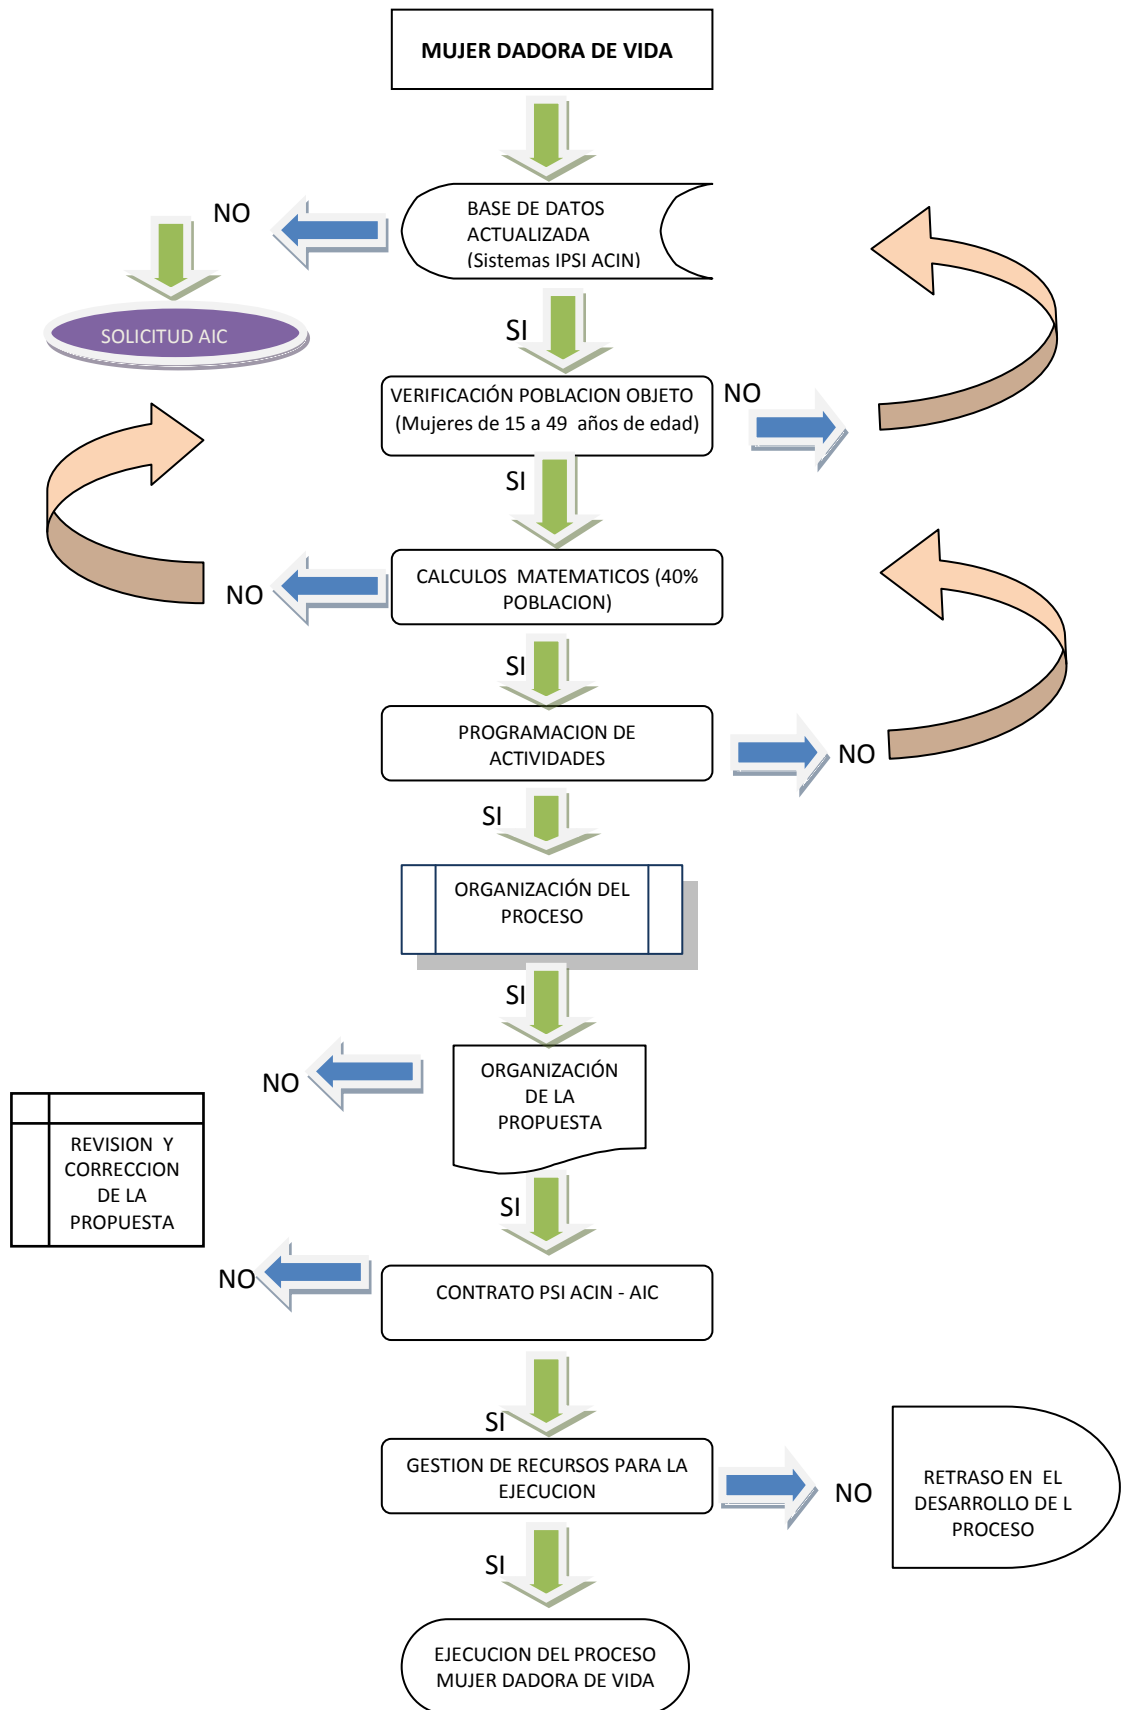 MUJER DADORA DE VIDA
NO
BASE DE DATOS
ACTUALIZADA
(Sistemas IPSI ACIN)
SOLICITUD AIC
SI
VERIFICACIÓN POBLACION OBJETO
(Mujeres de 15 a 49 años de edad)
NO
SI
CALCULOS MATEMATICOS (40%
POBLACION)
NO
SI
PROGRAMACION DE
ACTIVIDADES
NO
SI
ORGANIZACIÓN DEL
PROCESO
SI
ORGANIZACIÓN
DE LA
PROPUESTA
NO
REVISION Y
CORRECCION
DE LA
PROPUESTA
SI
NO
CONTRATO PSI ACIN - AIC
SI
GESTION DE RECURSOS PARA LA
EJECUCION
NO
RETRASO EN EL
DESARROLLO DE L
PROCESO
SI
EJECUCION DEL PROCESO
MUJER DADORA DE VIDA